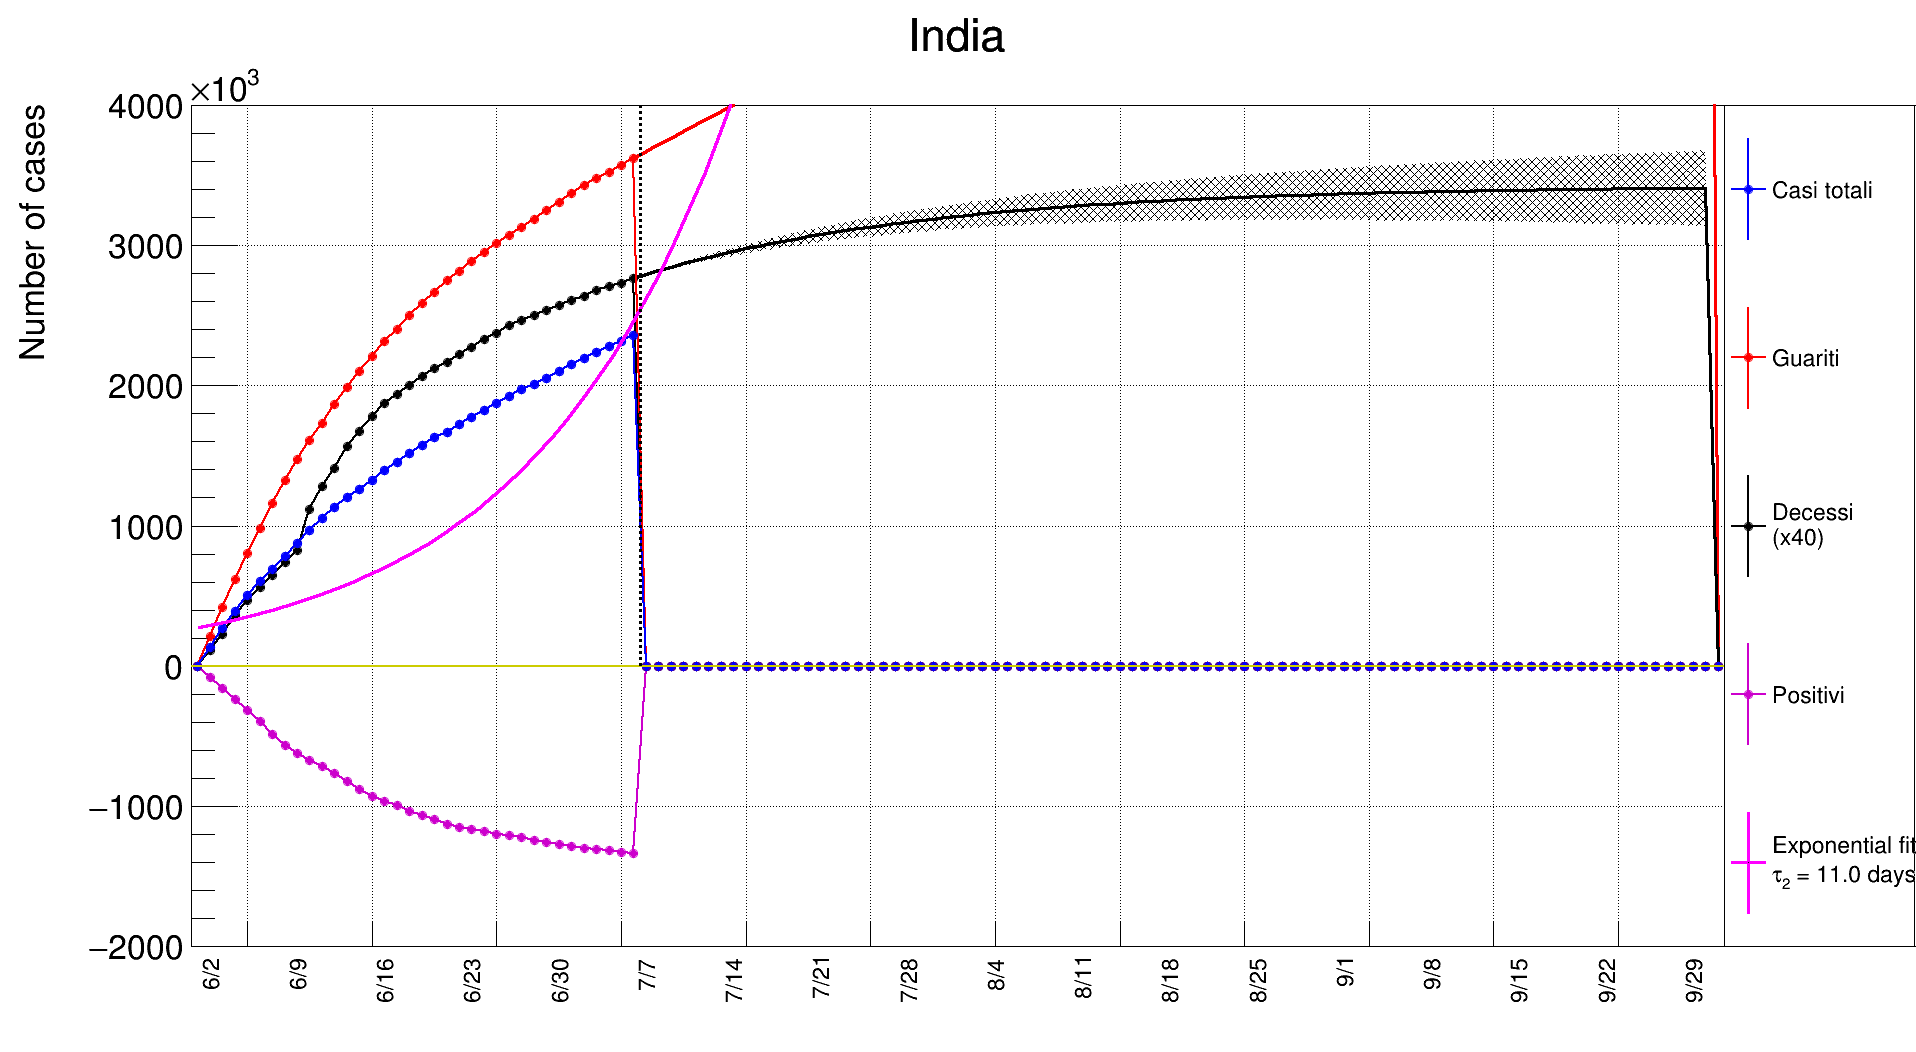 India
×10³
Number of cases
4000
3000
2000
1000
0
−1000
−2000
6/2
6/9
6/16
6/23
6/30
7/7
7/14
7/21
7/28
8/4
8/11
8/18
8/25
9/1
9/8
9/15
9/22
9/29
Casi totali
Guariti
Decessi
(x40)
Positivi
Exponential fit
τ₂ = 11.0 days